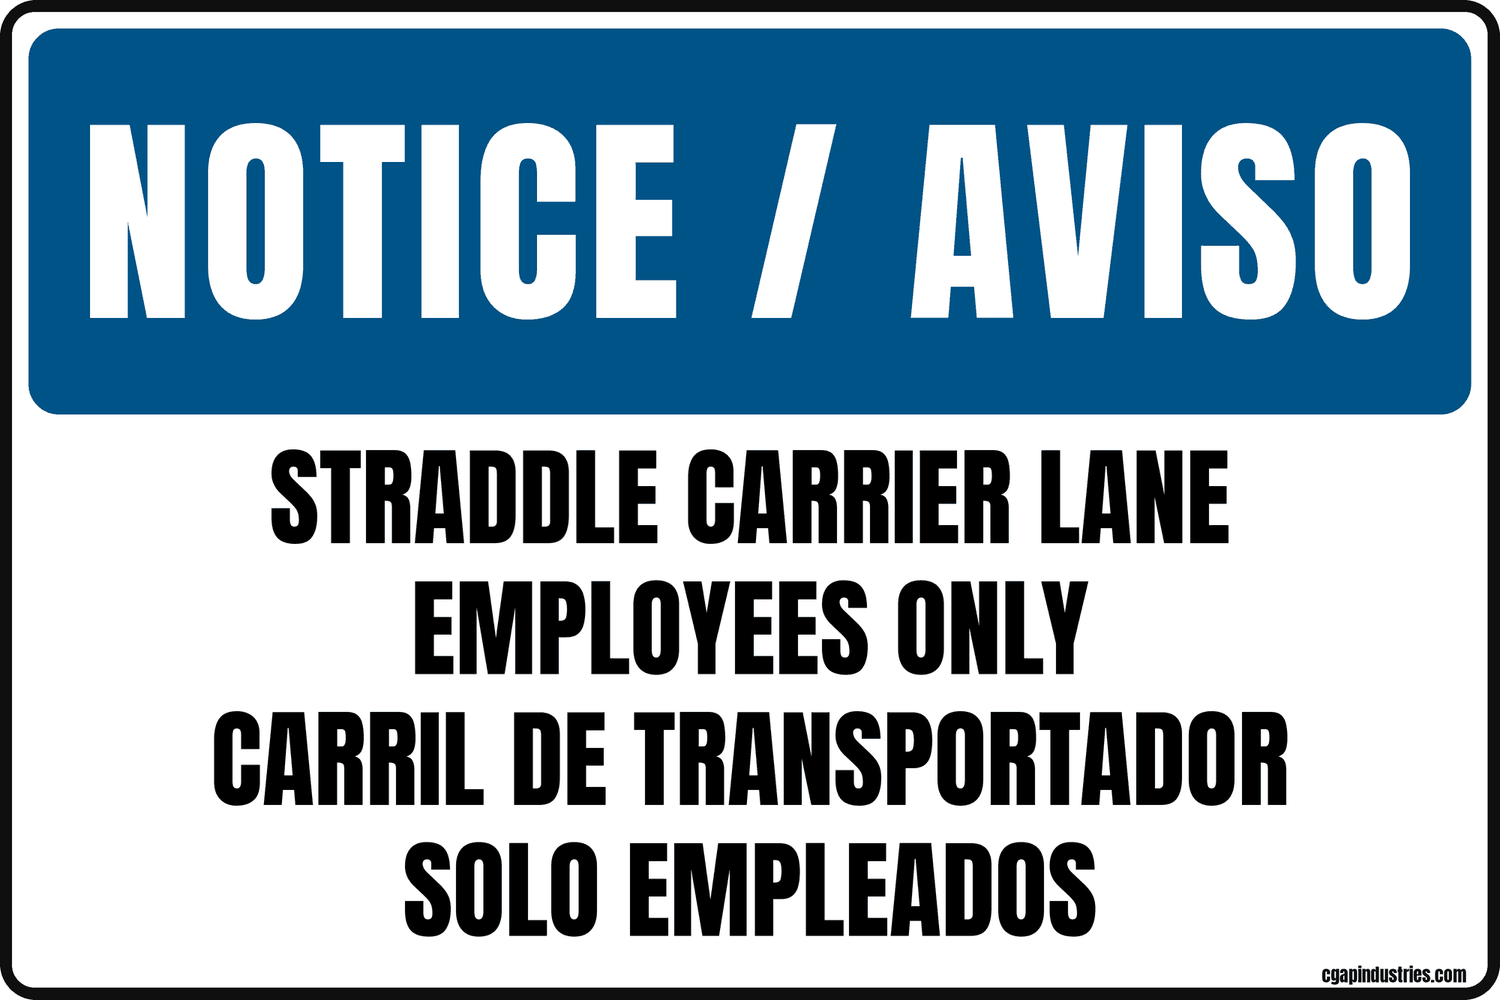 NOTICE / AVISO
STRADDLE CARRIER LANE
EMPLOYEES ONLY
CARRIL DE TRANSPORTADOR
SOLO EMPLEADOS
cgapindustries.com